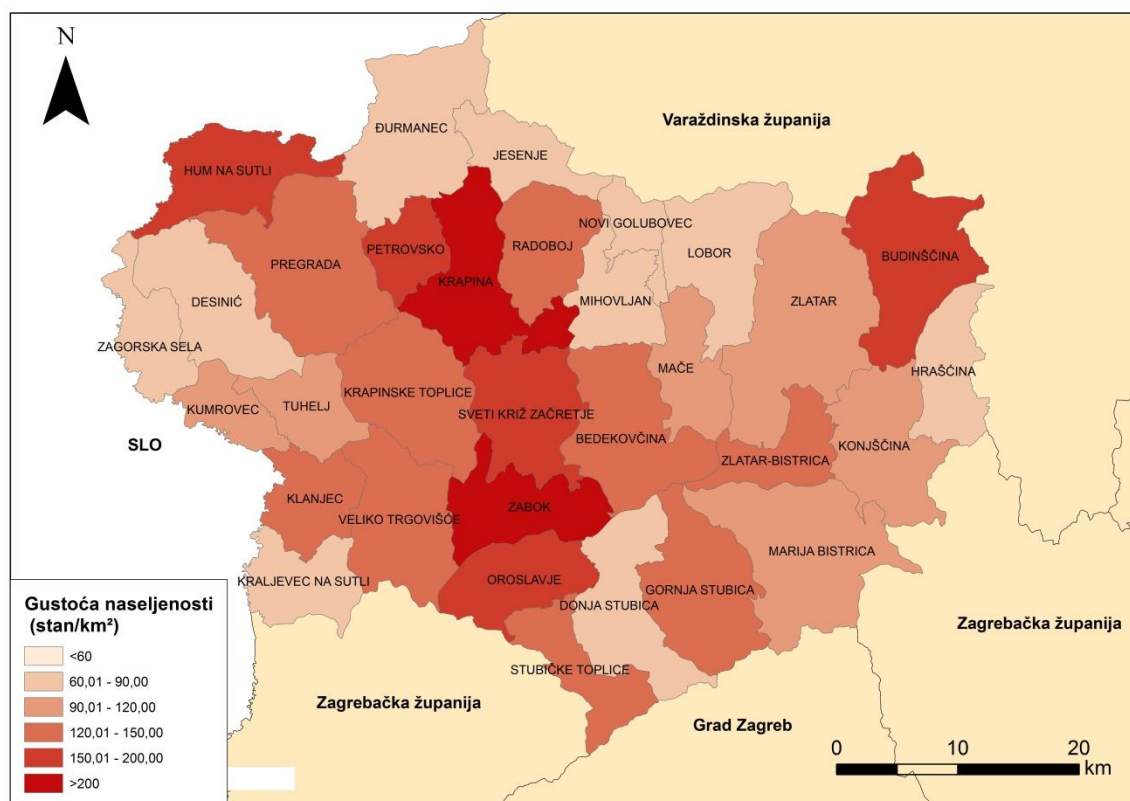 N
Varaždinska županija
ĐURMANEC
JESENJE
HUM NA SUTLI
NOVI GOLUBOVEC
PETROVSKO
RADOBOJ
LOBOR
BUDINŠČINA
PREGRADA
KRAPINA
MIHOVLJAN
ZLATAR
DESINIĆ
ZAGORSKA SELA
MAČE
HRAŠĆINA
KRAPINSKE TOPLICE
KUMROVEC
TUHELJ
SVETI KRIŽ ZAČRETJE
BEDEKOVČINA
SLO
ZLATAR-BISTRICA
KONJŠČINA
KLANJEC
ZABOK
VELIKO TRGOVIŠĆE
MARIJA BISTRICA
KRALJEVEC NA SUTLI
OROSLAVJE
GORNJA STUBICA
DONJA STUBICA
Zagrebačka županija
STUBIČKE TOPLICE
Zagrebačka županija
Grad Zagreb
Gustoća naseljenosti
(stan/km²)
<60
60,01 - 90,00
90,01 - 120,00
120,01 - 150,00
150,01 - 200,00
>200
0 10 20
km